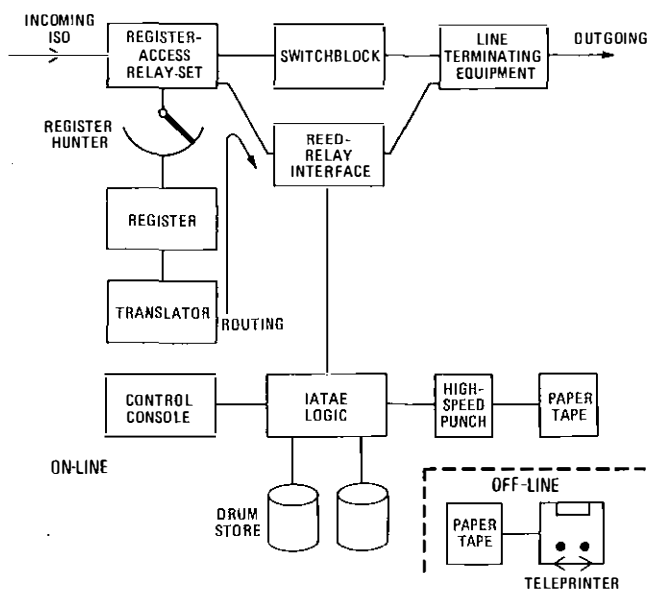 INCOMING
ISO
REGISTER-
ACCESS
RELAY-SET
SWITCHBLOCK
LINE
TERMINATING
EQUIPMENT
OUTGOING
REGISTER
HUNTER
REED-
RELAY
INTERFACE
REGISTER
TRANSLATOR
ROUTING
CONTROL
CONSOLE
IATAE
LOGIC
HIGH-
SPEED
PUNCH
PAPER
TAPE
ON-LINE
OFF-LINE
DRUM
STORE
PAPER
TAPE
TELEPRINTER